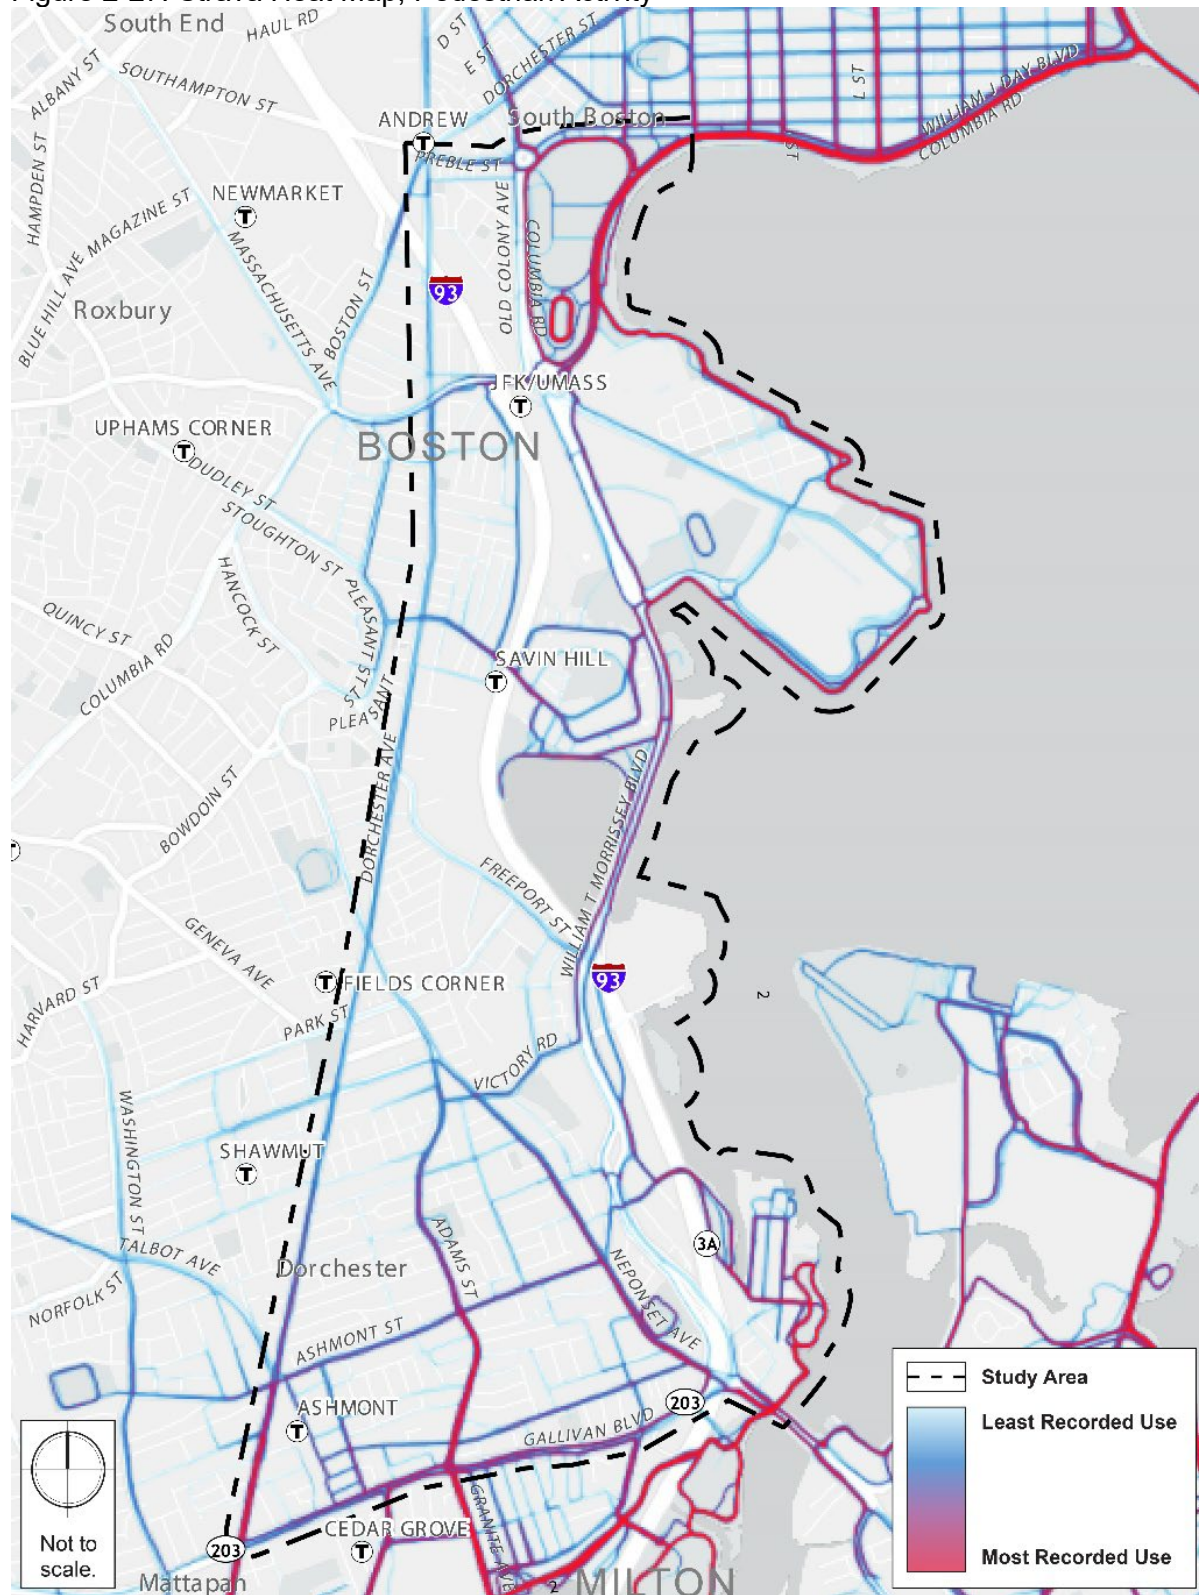 South End
HAUL RD
D ST
E ST
DORCHESTER ST
ALBANY ST
SOUTHAMPTON ST
L ST
WILLIAM J DAY BLVD
COLUMBIA RD
ANDREW
T
South Boston
PREBLE ST
ST
HAMPDEN ST
NEWMARKET
T
MAGAZINE ST
BLUE HILL AVE
MASSACHUSETTS AVE
OLD COLONY AVE
COLUMBIA RD
BOSTON ST
93
Roxbury
JFK/UMASS
T
UPHAMS CORNER
T
BOSTON
DUDLEY ST
STOUGHTON ST
HANCOCK ST
PLEASANT ST
QUINCY ST
COLUMBIA RD
SAVIN HILL
T
ST
PLEASANT
DORCHESTER AVE
BOWDOIN ST
WILLIAM T MORRISSEY BLVD
FREEPORT ST
GENEVA AVE
T
FIELDS CORNER
93
2
HARVARD ST
PARK ST
VICTORY RD
WASHINGTON ST
SHAWMUT
T
ADAMS ST
3A
TALBOT AVE
Dorchester
NEPONSET AVE
NORFOLK ST
ASHMONT ST
ASHMONT
T
203
GALLIVAN BLVD
GRANITE AVE
CEDAR GROVE
T
203
Mattapan
2
MILTON
Not to
scale.
Study Area
Least Recorded Use
Most Recorded Use